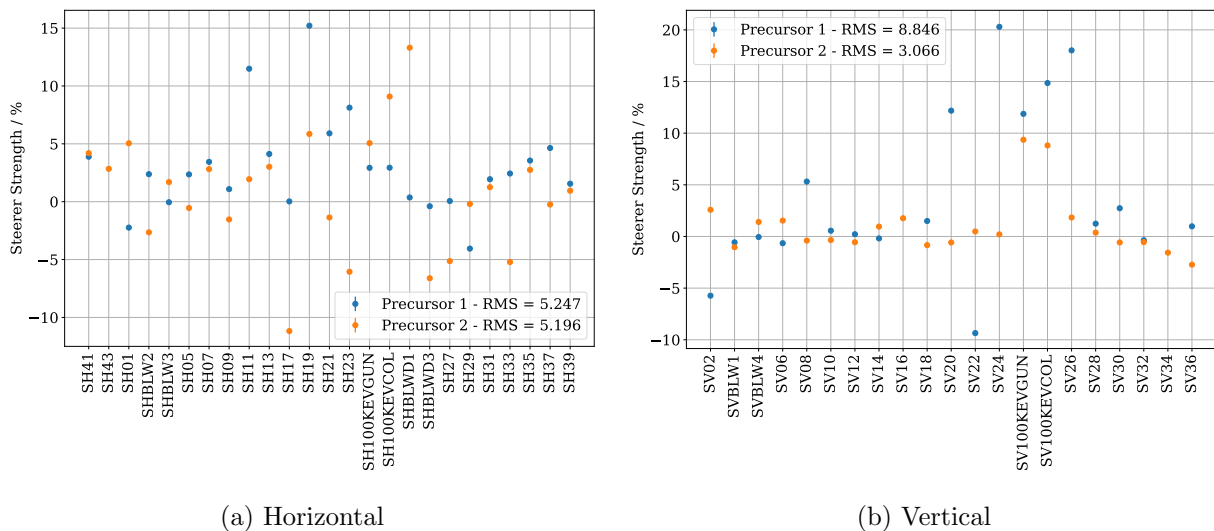 15
10
5
0
−5
−10
Steerer Strength / %
Precursor 1 - RMS = 5.247
Precursor 2 - RMS = 5.196
SH41
SH43
SH01
SHBLW2
SHBLW3
SH05
SH07
SH09
SH11
SH13
SH17
SH19
SH21
SH23
SH100KEVGUN
SH100KEVCOL
SHBLWD1
SHBLWD3
SH27
SH29
SH31
SH33
SH35
SH37
SH39
(a) Horizontal
20
15
10
5
0
−5
−10
Steerer Strength / %
Precursor 1 - RMS = 8.846
Precursor 2 - RMS = 3.066
SV02
SVBLW1
SVBLW4
SV06
SV08
SV10
SV12
SV14
SV16
SV18
SV20
SV22
SV24
SV100KEVGUN
SV100KEVCOL
SV26
SV28
SV30
SV32
SV34
SV36
(b) Vertical